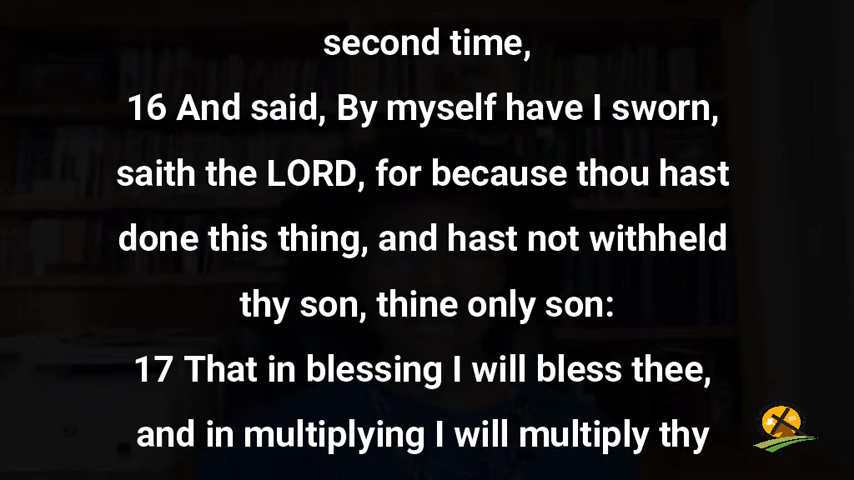 second time,
16 And said, By myself have I sworn,
saith the LORD, for because thou hast
done this thing, and hast not withheld
thy son, thine only son:
17 That in blessing I will bless thee,
and in multiplying I will multiply thy